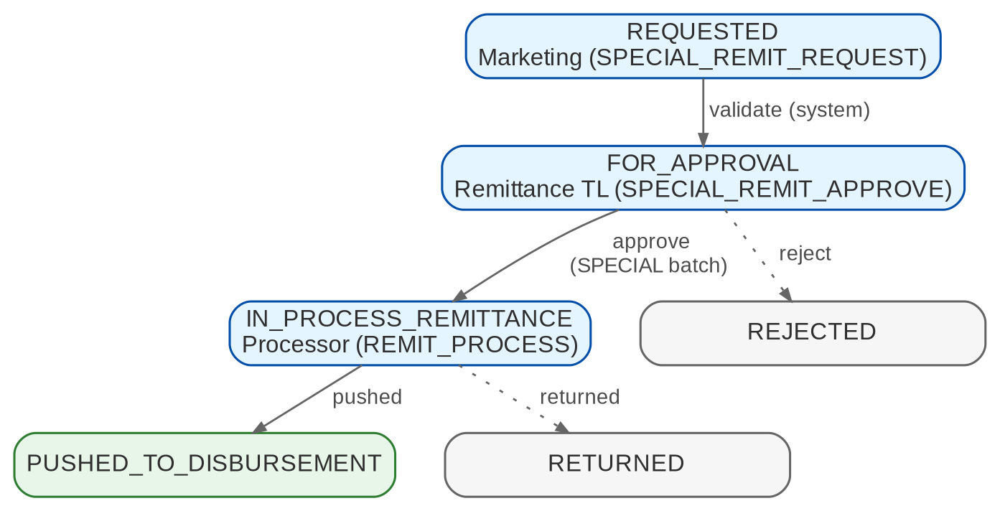 REQUESTED
Marketing (SPECIAL_REMIT_REQUEST)
validate (system)
FOR_APPROVAL
Remittance TL (SPECIAL_REMIT_APPROVE)
approve
(SPECIAL batch)
reject
IN_PROCESS_REMITTANCE
Processor (REMIT_PROCESS)
REJECTED
pushed
returned
PUSHED_TO_DISBURSEMENT
RETURNED